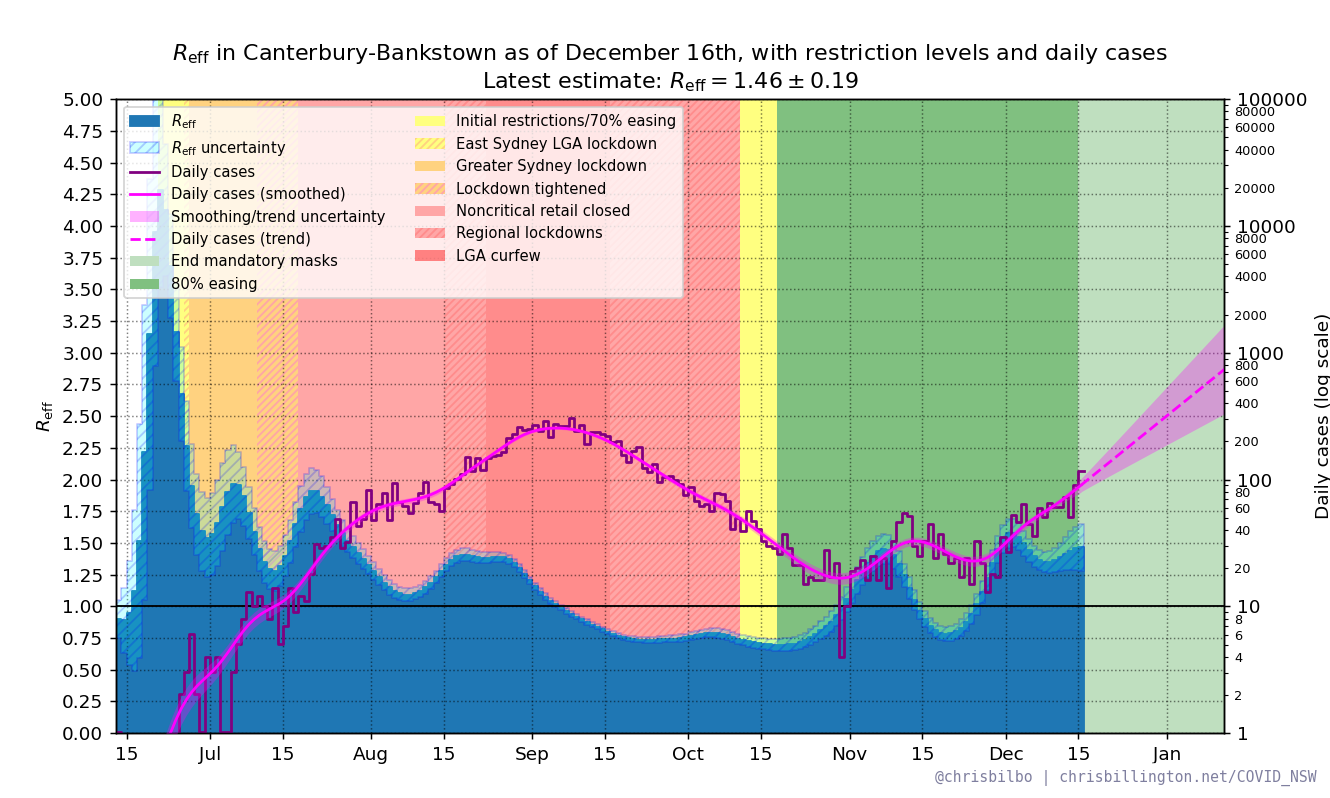 Reff in Canterbury-Bankstown as of December 16th, with restriction levels and daily cases
Latest estimate: Reff = 1.46 ± 0.19
Reff
Reff uncertainty
Daily cases
Daily cases (smoothed)
Smoothing/trend uncertainty
Daily cases (trend)
End mandatory masks
80% easing
Initial restrictions/70% easing
East Sydney LGA lockdown
Greater Sydney lockdown
Lockdown tightened
Noncritical retail closed
Regional lockdowns
LGA curfew
Reff
5.00
4.75
4.50
4.25
4.00
3.75
3.50
3.25
3.00
2.75
2.50
2.25
2.00
1.75
1.50
1.25
1.00
0.75
0.50
0.25
0.00
100000
80000
60000
40000
20000
10000
8000
6000
4000
2000
1000
800
600
400
200
100
80
60
40
20
10
8
6
4
2
1
Daily cases (log scale)
15 Jul 15 Aug 15 Sep 15 Oct 15 Nov 15 Dec 15 Jan
@chrisbilbo | chrisbillington.net/COVID_NSW